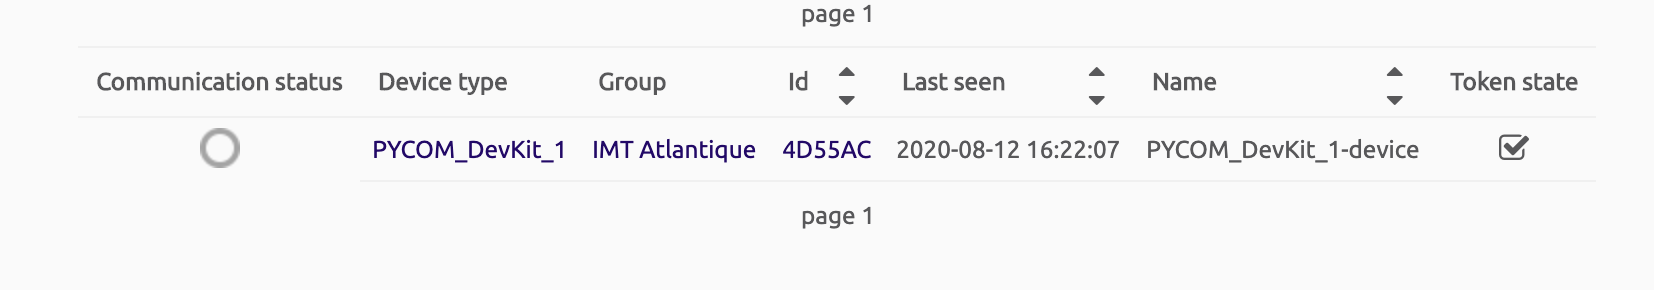 page 1
Communication status Device type Group Id Last seen Name Token state
PYCOM_DevKit_1 IMT Atlantique 4D55AC 2020-08-12 16:22:07 PYCOM_DevKit_1-device
page 1